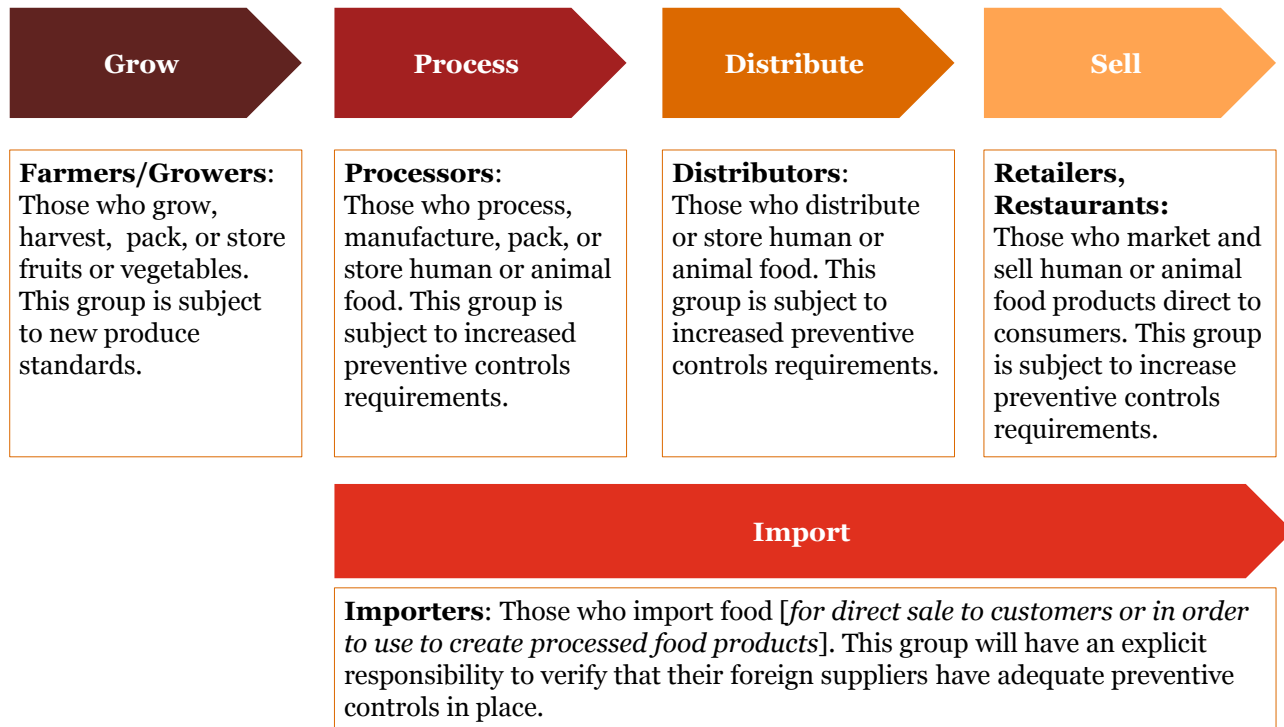 Grow
Process
Distribute
Sell
Farmers/Growers:
Those who grow,
harvest, pack, or store
fruits or vegetables.
This group is subject
to new produce
standards.
Processors:
Those who process,
manufacture, pack, or
store human or animal
food. This group is
subject to increased
preventive controls
requirements.
Distributors:
Those who distribute
or store human or
animal food. This
group is subject to
increased preventive
controls requirements.
Retailers,
Restaurants:
Those who market and
sell human or animal
food products direct to
consumers. This group
is subject to increase
preventive controls
requirements.
Import
Importers: Those who import food [for direct sale to customers or in order
to use to create processed food products]. This group will have an explicit
responsibility to verify that their foreign suppliers have adequate preventive
controls in place.